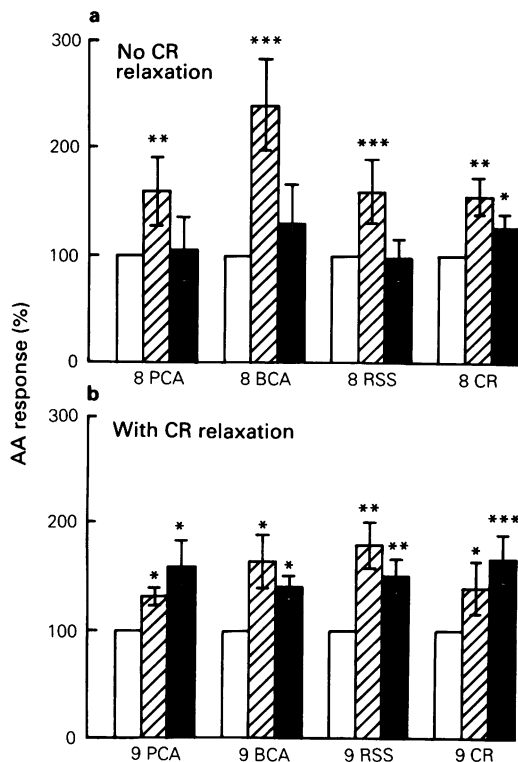 a
300
No CR
relaxation
***
**
***
**
*
200
100
0
8 PCA
8 BCA
8 RSS
8 CR
AA response (%)
b
300
With CR relaxation
*
*
*
*
**
**
*
***
200
100
0
9 PCA
9 BCA
9 RSS
9 CR